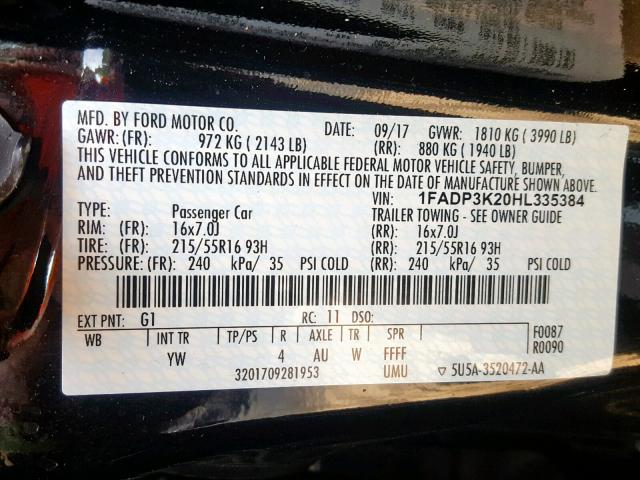 MFD. BY FORD MOTOR CO.
DATE: 09/17 GVWR: 1810 KG ( 3990 LB)
GAWR: (FR): 972 KG ( 2143 LB) (RR): 880 KG ( 1940 LB)
THIS VEHICLE CONFORMS TO ALL APPLICABLE FEDERAL MOTOR VEHICLE SAFETY, BUMPER,
AND THEFT PREVENTION STANDARDS IN EFFECT ON THE DATE OF MANUFACTURE SHOWN ABOVE.
VIN: 1FADP3K20HL335384
TYPE: Passenger Car TRAILER TOWING - SEE OWNER GUIDE
RIM: (FR): 16x7.0J (RR): 16x7.0J
TIRE: (FR): 215/55R16 93H (RR): 215/55R16 93H
PRESSURE: (FR): 240 kPa/ 35 PSI COLD (RR): 240 kPa/ 35 PSI COLD
EXT PNT: G1 RC: 11 DSO:
WB INT TR TP/PS R AXLE TR SPR F0087
YW 4 AU W FFFF R0090
3201709281953 UMU ▽ 5U5A-3520472-AA